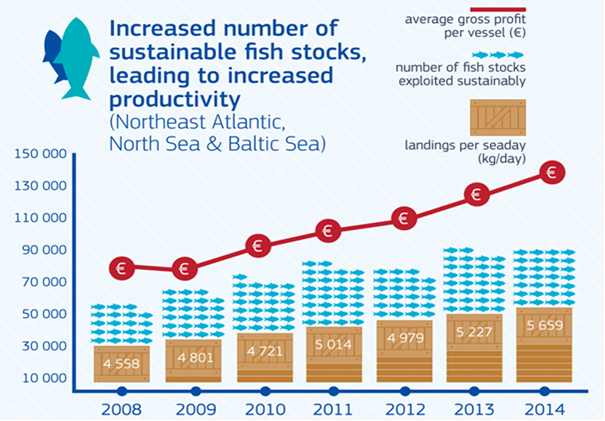 Increased number of
sustainable fish stocks,
leading to increased
productivity
(Northeast Atlantic,
North Sea & Baltic Sea)
average gross profit
per vessel (€)
number of fish stocks
exploited sustainably
landings per seaday
(kg/day)
150 000
130 000
110 000
90 000
70 000
50 000
30 000
10 000
€ € € € € € €
4 558 4 801 4 721 5 014 4 979 5 227 5 659
2008 2009 2010 2011 2012 2013 2014